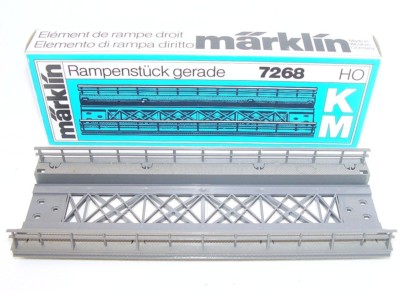 Elément de rampe droit
Elemento di rampa diritto
märklin
märklin
Rampenstück gerade 7268 HO
K
M